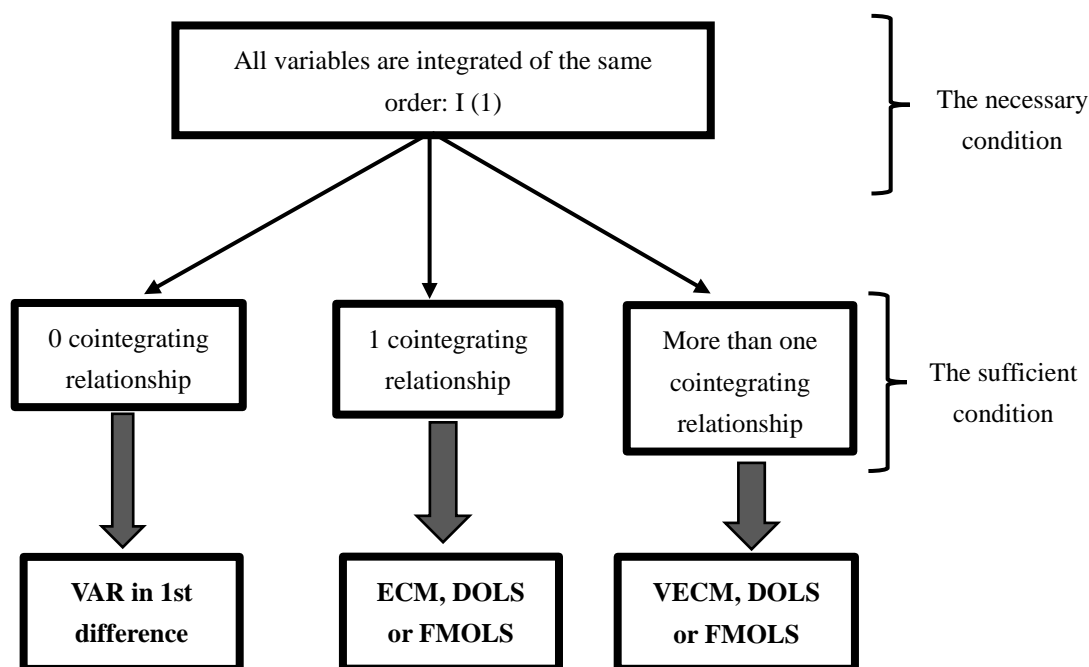 All variables are integrated of the same
order: I (1)
The necessary
condition
0 cointegrating
relationship
1 cointegrating
relationship
More than one
cointegrating
relationship
The sufficient
condition
VAR in 1st
difference
ECM, DOLS
or FMOLS
VECM, DOLS
or FMOLS